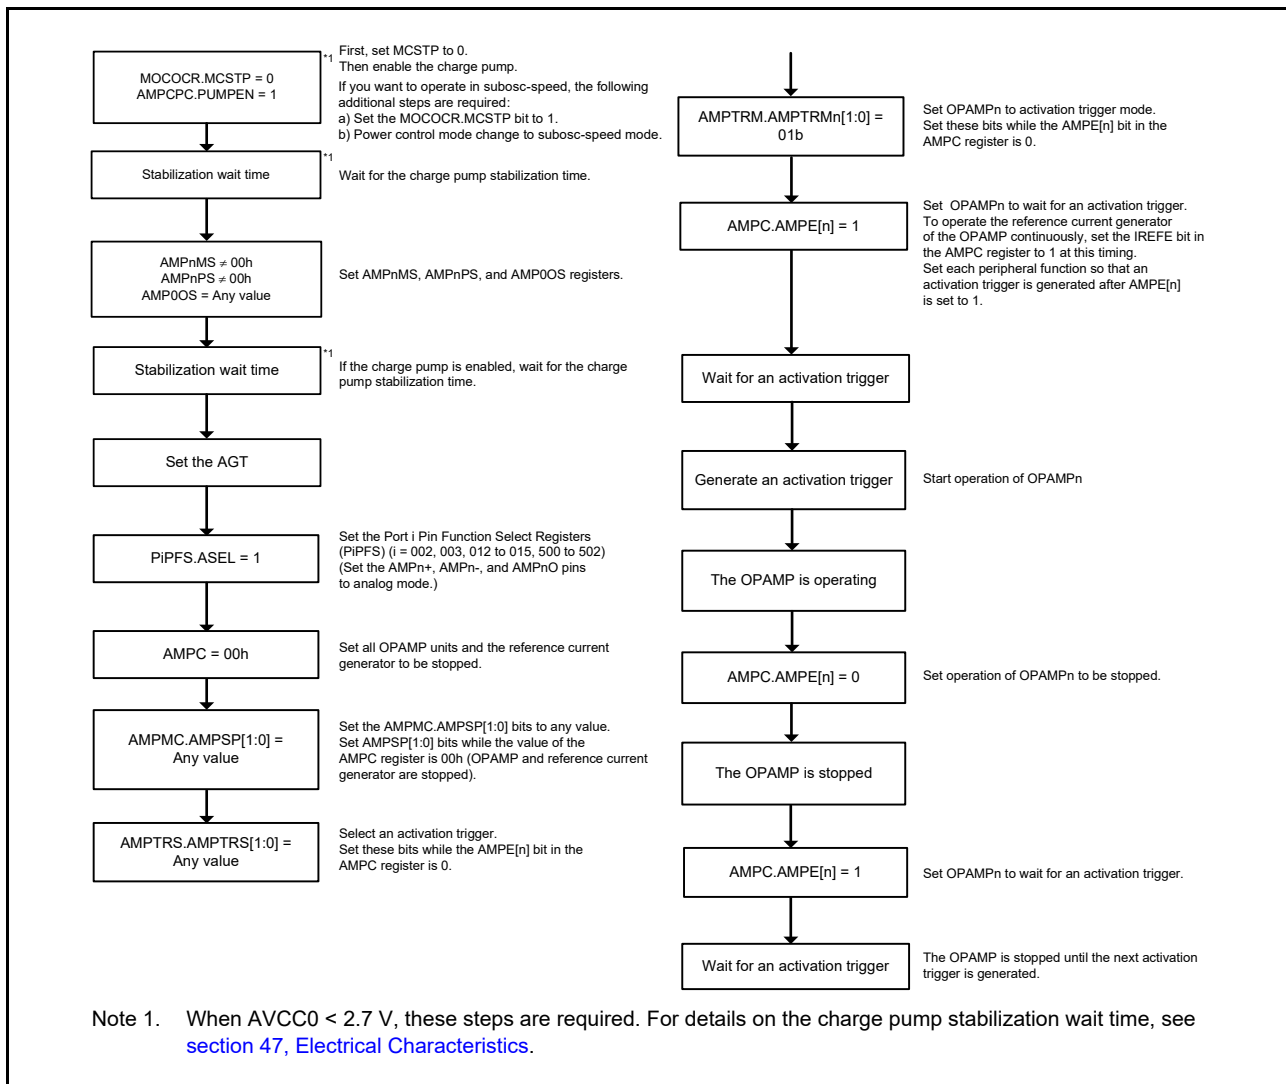 MOCOCR.MCSTP = 0
AMPCPC.PUMPEN = 1
*1
First, set MCSTP to 0.
Then enable the charge pump.
If you want to operate in subosc-speed, the following
additional steps are required:
a) Set the MOCOCR.MCSTP bit to 1.
b) Power control mode change to subosc-speed mode.
Stabilization wait time
*1
Wait for the charge pump stabilization time.
AMPnMS ≠ 00h
AMPnPS ≠ 00h
AMP0OS = Any value
Set AMPnMS, AMPnPS, and AMP0OS registers.
Stabilization wait time
*1
If the charge pump is enabled, wait for the charge
pump stabilization time.
Set the AGT
PiPFS.ASEL = 1
Set the Port i Pin Function Select Registers
(PiPFS) (i = 002, 003, 012 to 015, 500 to 502)
(Set the AMPn+, AMPn-, and AMPnO pins
to analog mode.)
AMPC = 00h
Set all OPAMP units and the reference current
generator to be stopped.
AMPMC.AMPSP[1:0] =
Any value
Set the AMPMC.AMPSP[1:0] bits to any value.
Set AMPSP[1:0] bits while the value of the
AMPC register is 00h (OPAMP and reference current
generator are stopped).
AMPTRS.AMPTRS[1:0] =
Any value
Select an activation trigger.
Set these bits while the AMPE[n] bit in the
AMPC register is 0.
AMPTRM.AMPTRMn[1:0] =
01b
Set OPAMPn to activation trigger mode.
Set these bits while the AMPE[n] bit in the
AMPC register is 0.
AMPC.AMPE[n] = 1
Set OPAMPn to wait for an activation trigger.
To operate the reference current generator
of the OPAMP continuously, set the IREFE bit in
the AMPC register to 1 at this timing.
Set each peripheral function so that an
activation trigger is generated after AMPE[n]
is set to 1.
Wait for an activation trigger
Generate an activation trigger
Start operation of OPAMPn
The OPAMP is operating
AMPC.AMPE[n] = 0
Set operation of OPAMPn to be stopped.
The OPAMP is stopped
AMPC.AMPE[n] = 1
Set OPAMPn to wait for an activation trigger.
Wait for an activation trigger
The OPAMP is stopped until the next activation
trigger is generated.
Note 1. When AVCC0 < 2.7 V, these steps are required. For details on the charge pump stabilization wait time, see
section 47, Electrical Characteristics.